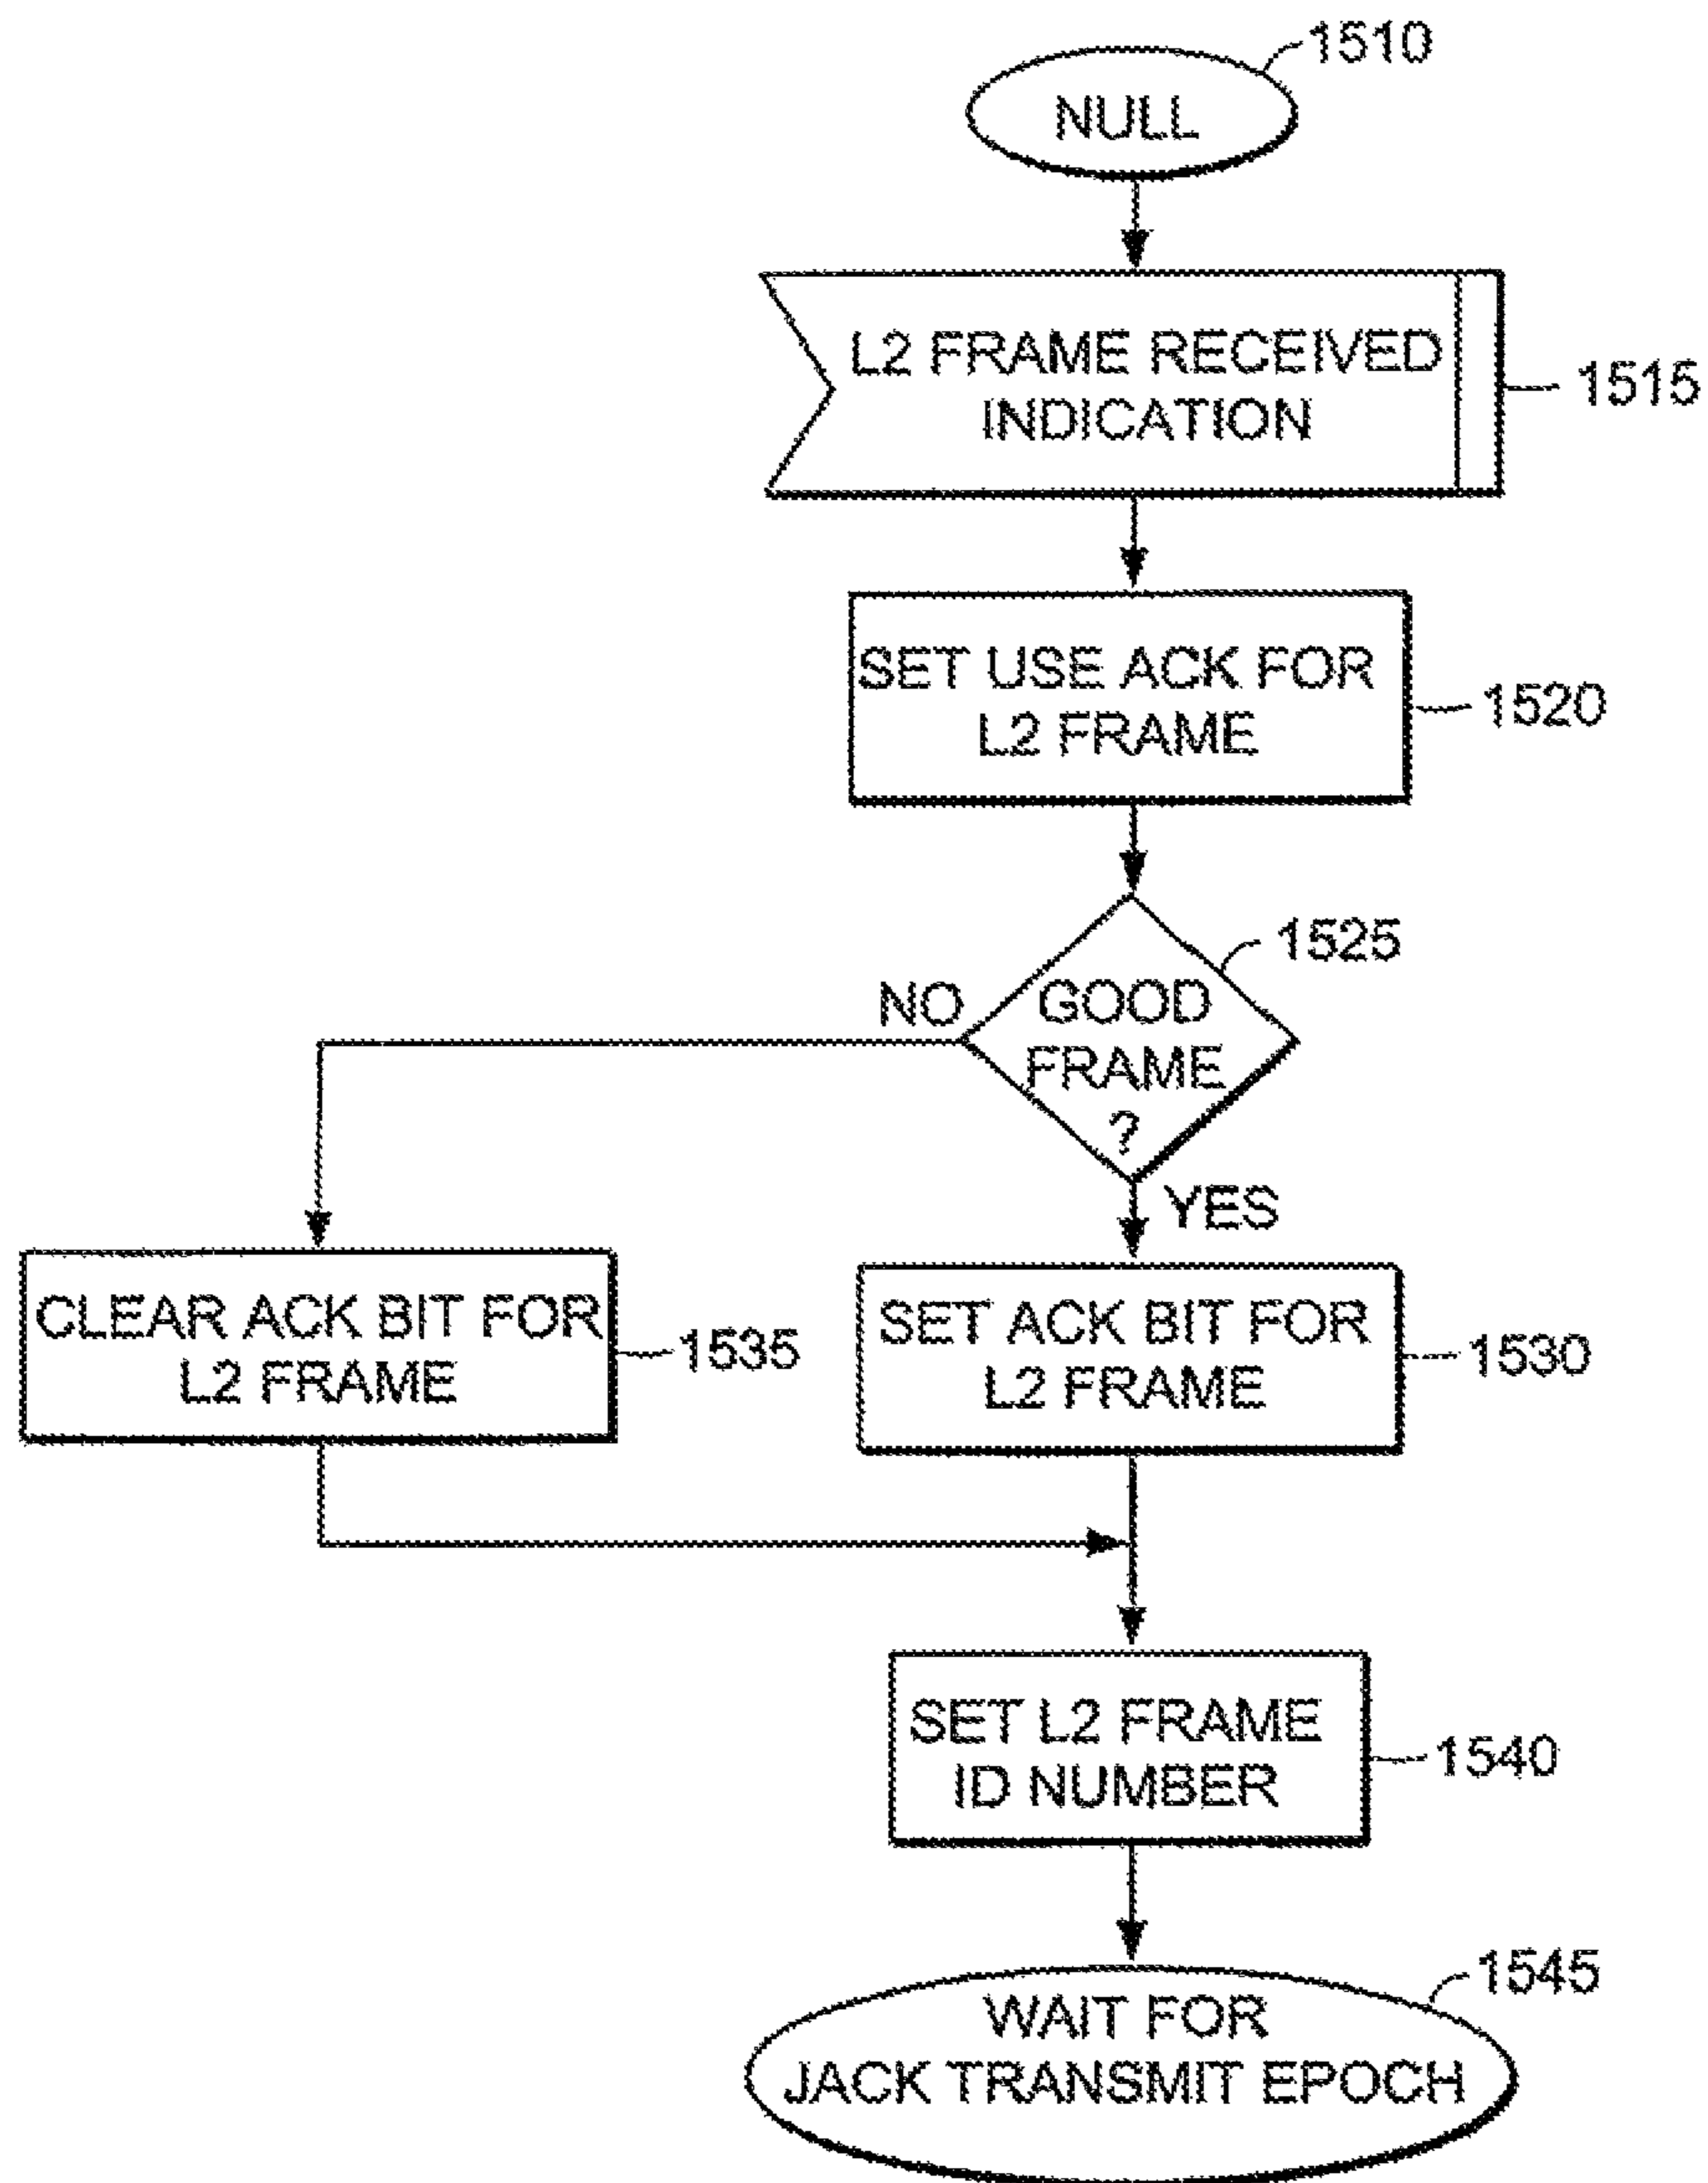 1510
NULL
L2 FRAME RECEIVED
INDICATION
1515
SET USE ACK FOR
L2 FRAME
1520
1525
NO
GOOD
FRAME
?
YES
CLEAR ACK BIT FOR
L2 FRAME
1535
SET ACK BIT FOR
L2 FRAME
1530
SET L2 FRAME
ID NUMBER
1540
1545
WAIT FOR
JACK TRANSMIT EPOCH